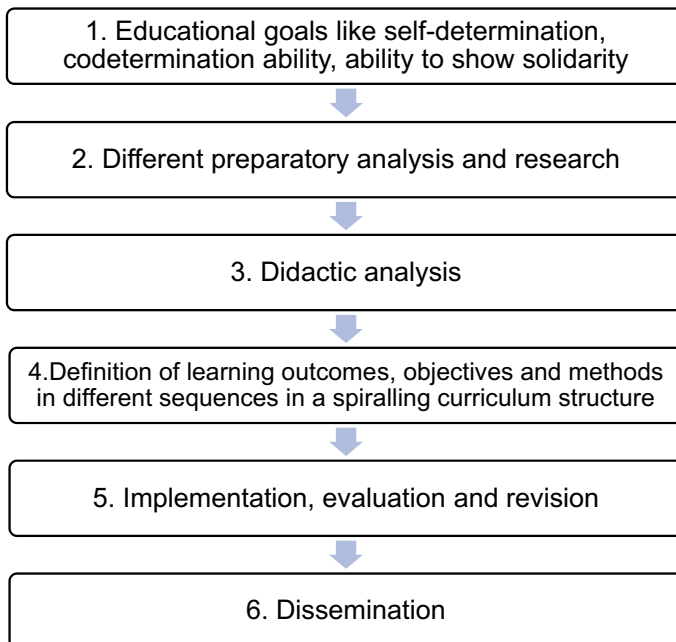 1. Educational goals like self-determination,
codetermination ability, ability to show solidarity
2. Different preparatory analysis and research
3. Didactic analysis
4.Definition of learning outcomes, objectives and methods
in different sequences in a spiralling curriculum structure
5. Implementation, evaluation and revision
6. Dissemination